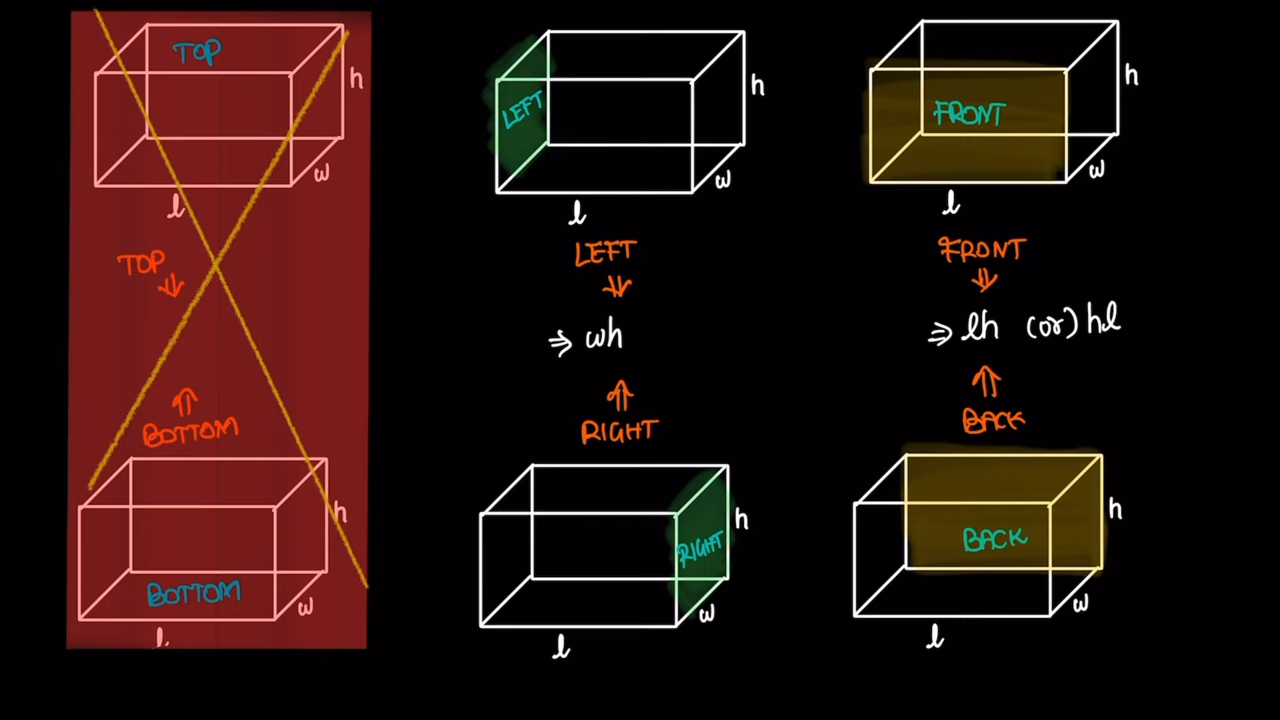 TOP
h
w
l
TOP
⇓
⇑
BOTTOM
h
BOTTOM
w
l
LEFT
h
w
l
LEFT
⇓
⇒ wh
⇑
RIGHT
h
RIGHT
w
l
FRONT
h
w
l
FRONT
⇓
⇒ lh (or) hl
⇑
BACK
h
BACK
w
l